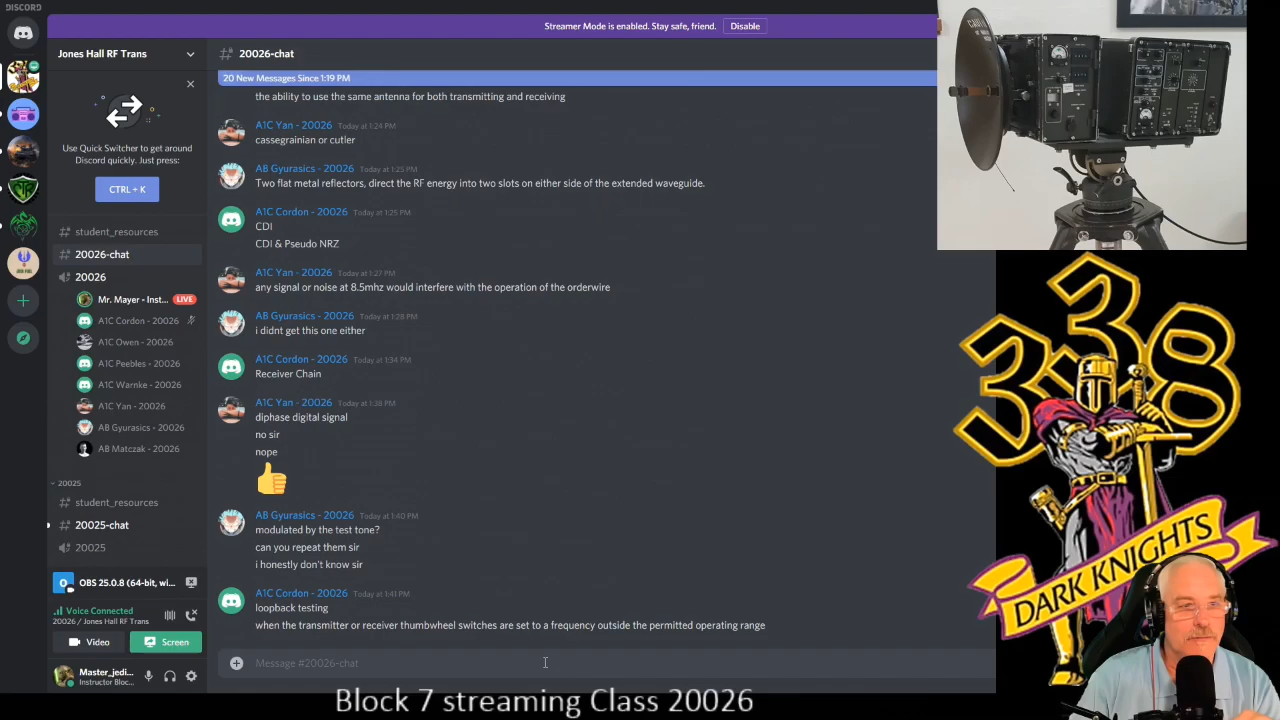 DISCORD
Streamer Mode is enabled. Stay safe, friend. Disable
Jones Hall RF Trans
Use Quick Switcher to get around
Discord quickly. Just press:
CTRL + K
# student_resources
20026-chat
20026
Mr. Mayer - Inst... LIVE
A1C Cordon - 20026
A1C Owen - 20026
A1C Peebles - 20026
A1C Warnke - 20026
A1C Yan - 20026
AB Gyurasics - 20026
AB Matczak - 20026
20025
# student_resources
20025-chat
20025
OBS 25.0.8 (64-bit, wi...
Voice Connected
20026 / Jones Hall RF Trans
Video
Screen
Master_jedi...
Instructor Bloc...
20026-chat
20 New Messages Since 1:19 PM
the ability to use the same antenna for both transmitting and receiving
A1C Yan - 20026 Today at 1:24 PM
cassegrainian or cutler
AB Gyurasics - 20026 Today at 1:25 PM
Two flat metal reflectors, direct the RF energy into two slots on either side of the extended waveguide.
A1C Cordon - 20026 Today at 1:25 PM
CDI
CDI & Pseudo NRZ
A1C Yan - 20026 Today at 1:27 PM
any signal or noise at 8.5mhz would interfere with the operation of the orderwire
AB Gyurasics - 20026 Today at 1:28 PM
i didnt get this one either
A1C Cordon - 20026 Today at 1:34 PM
Receiver Chain
A1C Yan - 20026 Today at 1:38 PM
diphase digital signal
no sir
nope
AB Gyurasics - 20026 Today at 1:40 PM
modulated by the test tone?
can you repeat them sir
i honestly don't know sir
A1C Cordon - 20026 Today at 1:41 PM
loopback testing
when the transmitter or receiver thumbwheel switches are set to a frequency outside the permitted operating range
Message #20026-chat
338
DARK KNIGHTS
Block 7 streaming Class 20026